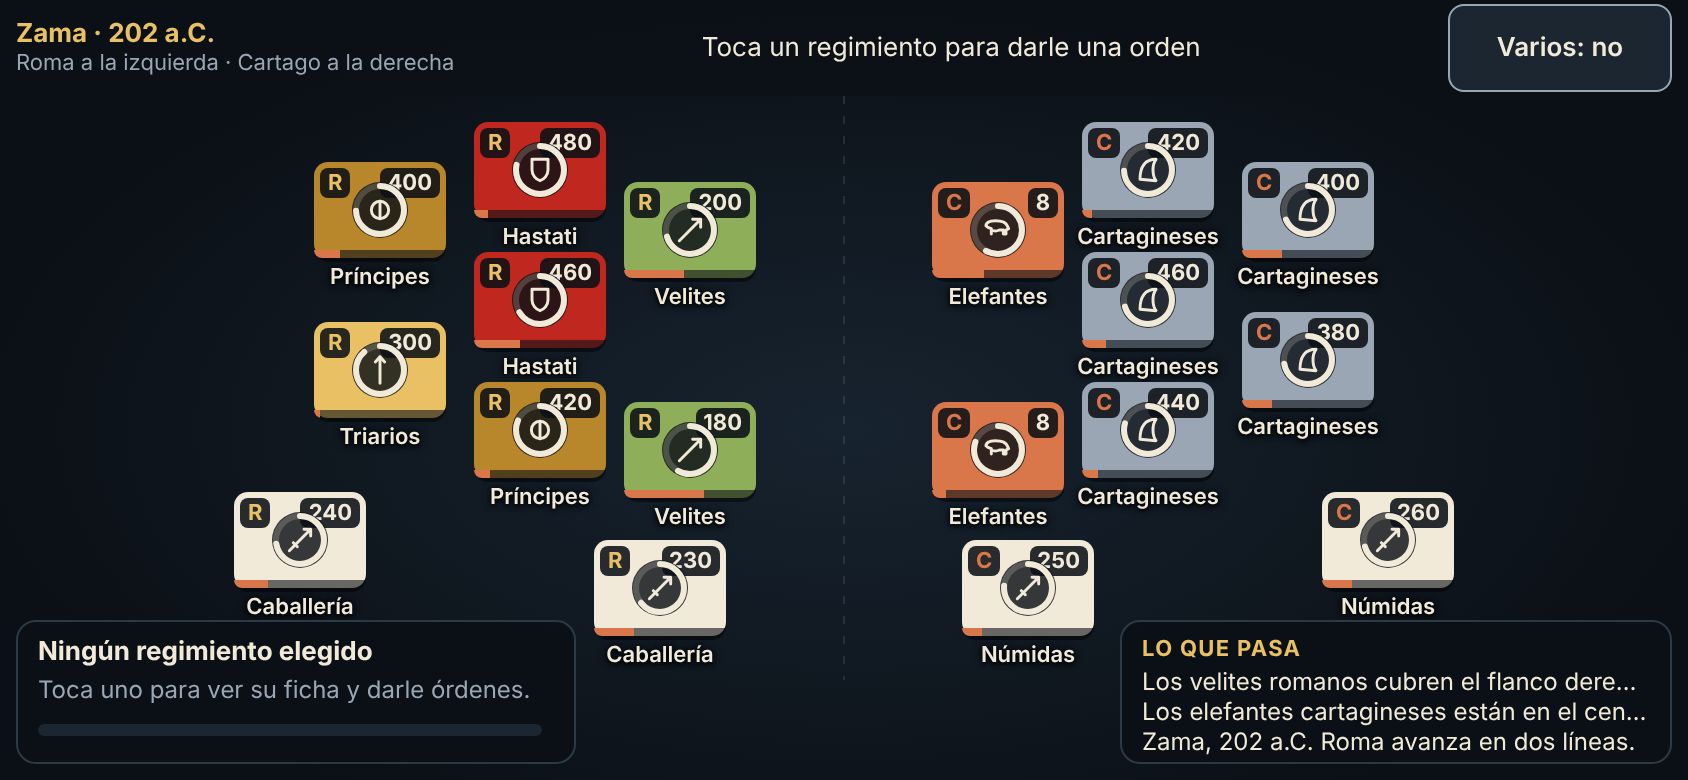 Zama · 202 a.C.
Roma a la izquierda · Cartago a la derecha
Toca un regimiento para darle una orden
Varios: no
R 480
Hastati
R 400
Príncipes
R 200
Velites
R 460
Hastati
R 300
Triarios
R 420
Príncipes
R 180
Velites
R 240
Caballería
R 230
Caballería
C 420
Cartagineses
C 8
Elefantes
C 400
Cartagineses
C 460
Cartagineses
C 380
Cartagineses
C 8
Elefantes
C 440
Cartagineses
C 260
Númidas
C 250
Númidas
Ningún regimiento elegido
Toca uno para ver su ficha y darle órdenes.
LO QUE PASA
Los velites romanos cubren el flanco dere...
Los elefantes cartagineses están en el cen...
Zama, 202 a.C. Roma avanza en dos líneas.